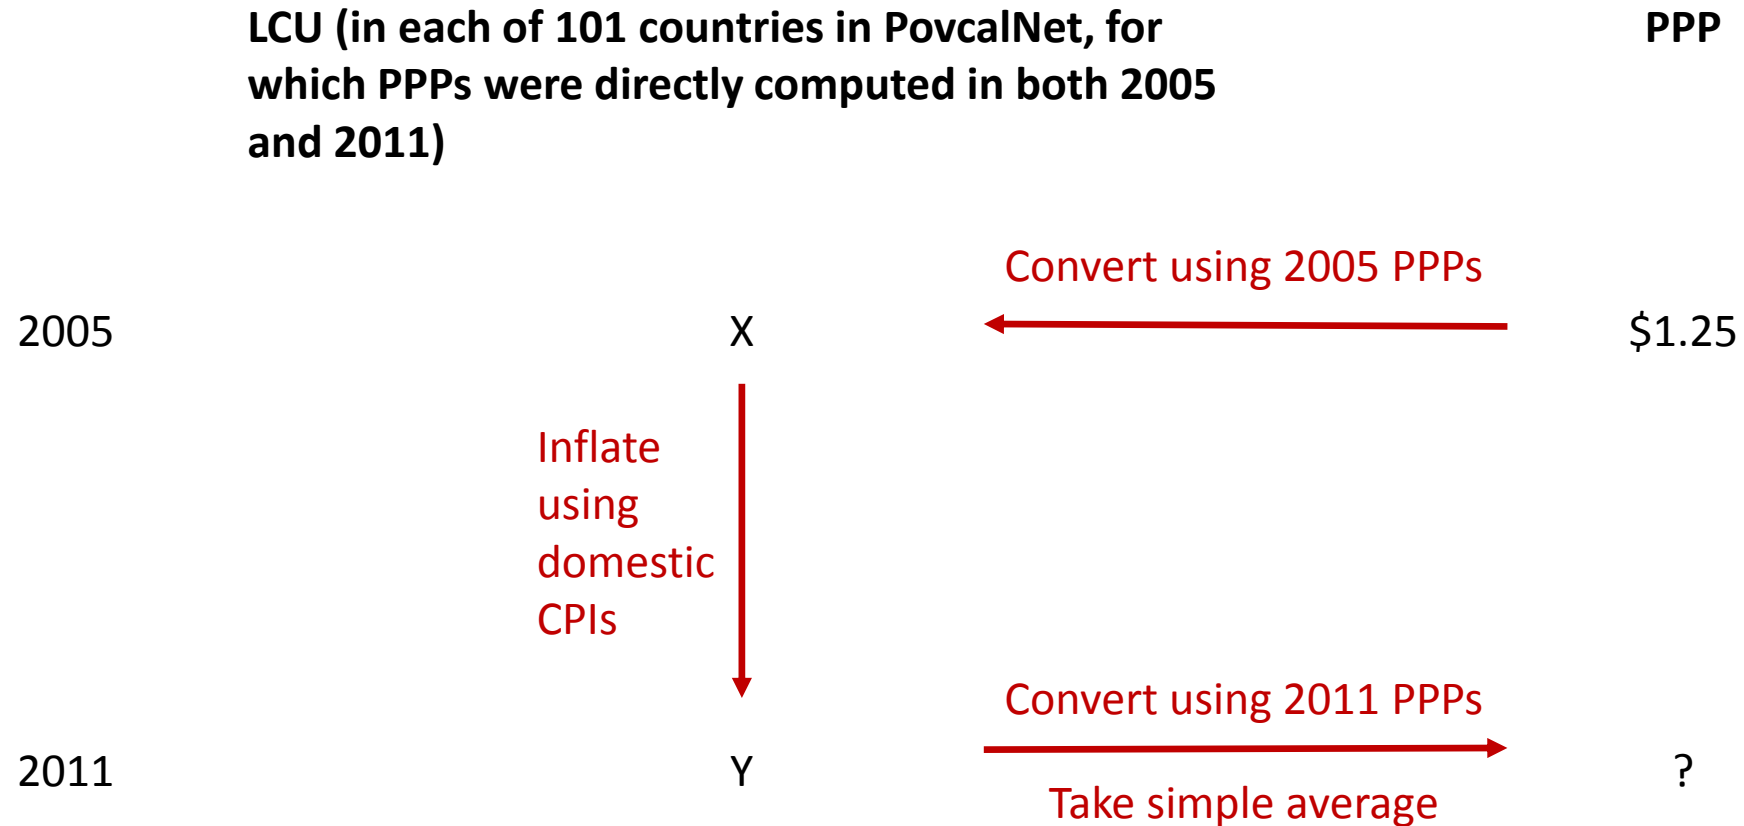 LCU (in each of 101 countries in PovcalNet, for
which PPPs were directly computed in both 2005
and 2011)
PPP
Convert using 2005 PPPs
2005
X
$1.25
Inflate
using
domestic
CPIs
Convert using 2011 PPPs
2011
Y
?
Take simple average